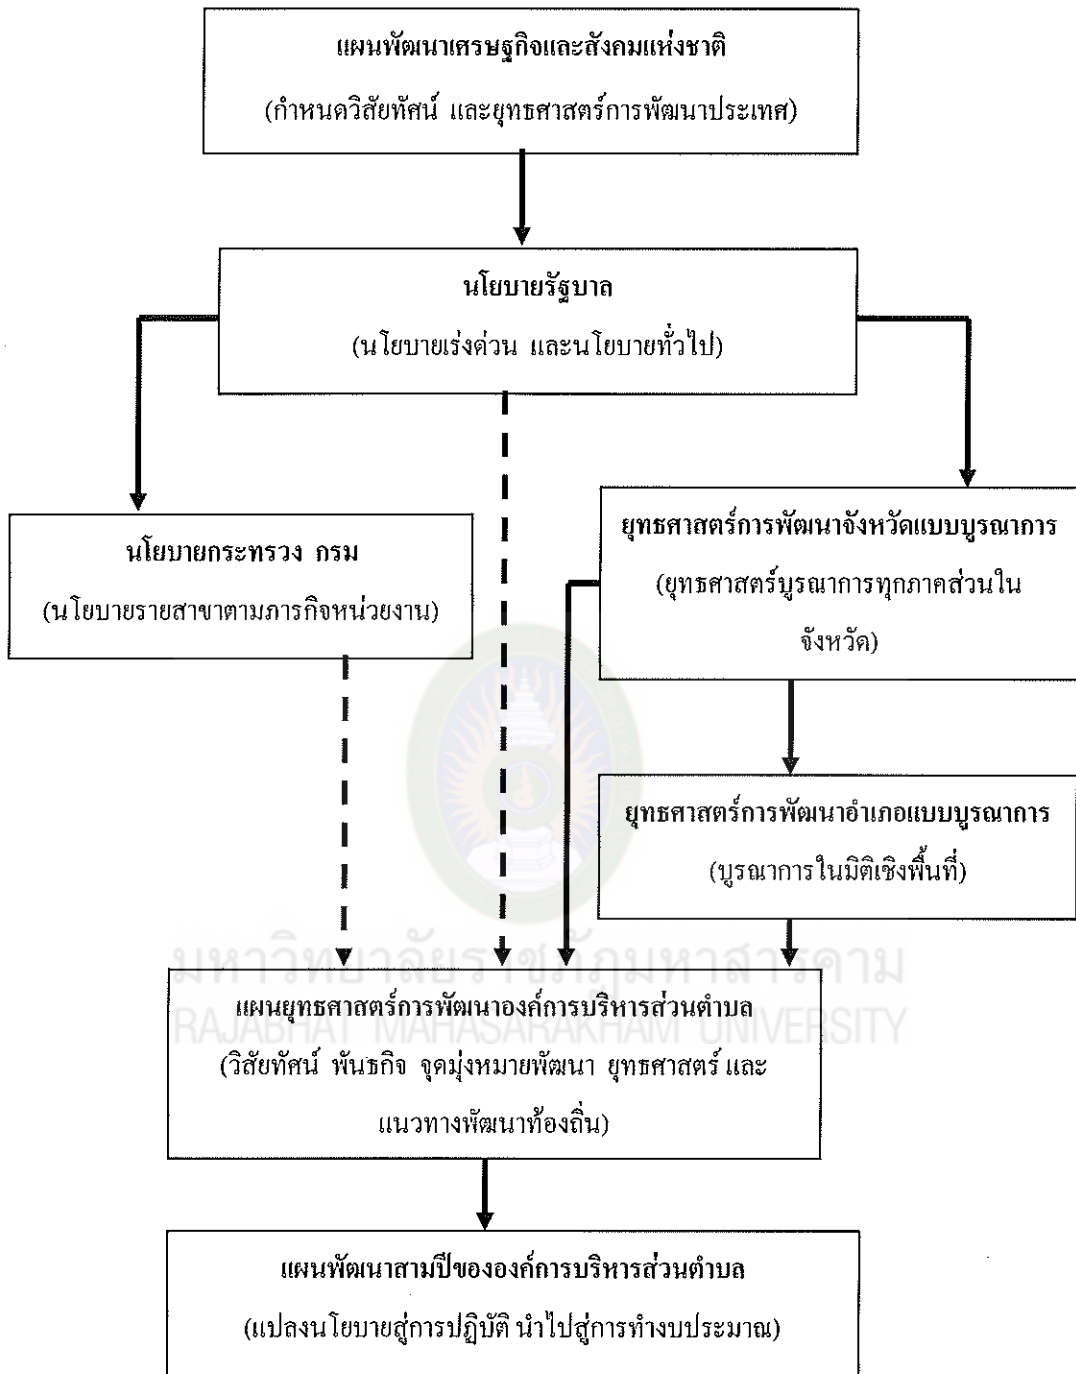 แผนพัฒนาเศรษฐกิจและสังคมแห่งชาติ
(กำหนดวิสัยทัศน์ และยุทธศาสตร์การพัฒนาประเทศ)
นโยบายรัฐบาล
(นโยบายเร่งด่วน และนโยบายทั่วไป)
นโยบายกระทรวง กรม
(นโยบายรายสาขาตามภารกิจหน่วยงาน)
ยุทธศาสตร์การพัฒนาจังหวัดแบบบูรณาการ
(ยุทธศาสตร์บูรณาการทุกภาคส่วนใน
จังหวัด)
ยุทธศาสตร์การพัฒนาอำเภอแบบบูรณาการ
(บูรณาการในมิติเชิงพื้นที่)
มหาวิทยาลัยราชภัฏมหาสารคาม
RAJABHAT MAHASARAKHAM UNIVERSITY
แผนยุทธศาสตร์การพัฒนาองค์การบริหารส่วนตำบล
(วิสัยทัศน์ พันธกิจ จุดมุ่งหมายพัฒนา ยุทธศาสตร์ และ
แนวทางพัฒนาท้องถิ่น)
แผนพัฒนาสามปีขององค์การบริหารส่วนตำบล
(แปลงนโยบายสู่การปฏิบัติ นำไปสู่การทำงบประมาณ)